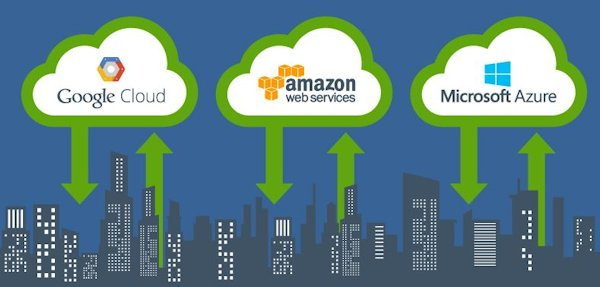 Google Cloud
amazon
web services
Microsoft Azure